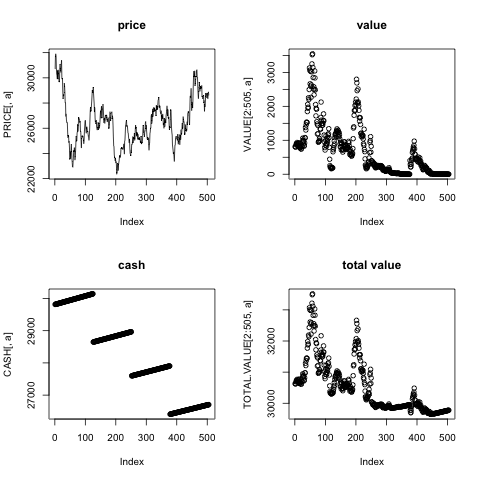 price
PRICE[, a]
22000 26000 30000
0 100 200 300 400 500
Index
value
VALUE[2:505, a]
0 1000 2000 3000
0 100 200 300 400 500
Index
cash
CASH[, a]
27000 29000
0 100 200 300 400 500
Index
total value
TOTAL.VALUE[2:505, a]
30000 32000
0 100 200 300 400 500
Index